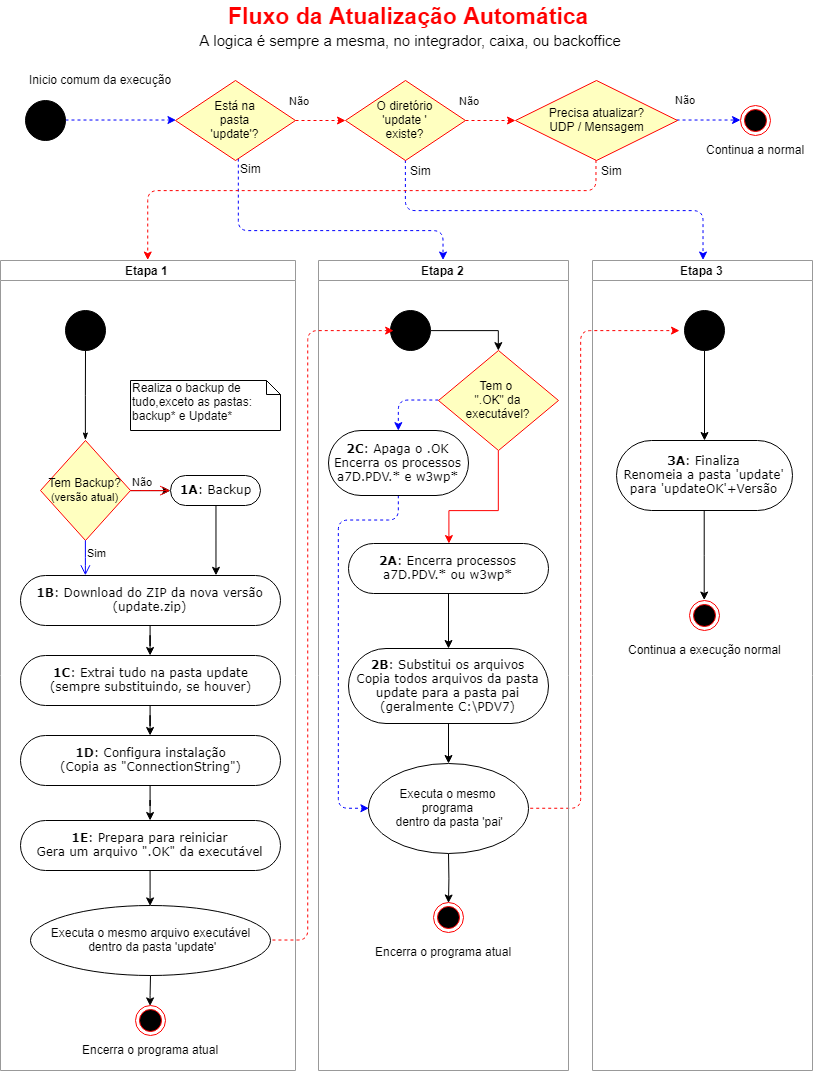 Fluxo da Atualização Automática
A logica é sempre a mesma, no integrador, caixa, ou backoffice
Inicio comum da execução
Está na
pasta
'update'?
Não
Sim
O diretório
'update '
existe?
Não
Sim
Precisa atualizar?
UDP / Mensagem
Não
Sim
Continua a normal
Etapa 1
Realiza o backup de
tudo,exceto as pastas:
backup* e Update*
Tem Backup?
(versão atual)
Não
Sim
1A: Backup
1B: Download do ZIP da nova versão
(update.zip)
1C: Extrai tudo na pasta update
(sempre substituindo, se houver)
1D: Configura instalação
(Copia as "ConnectionString")
1E: Prepara para reiniciar
Gera um arquivo ".OK" da executável
Executa o mesmo arquivo executável
dentro da pasta 'update'
Encerra o programa atual
Etapa 2
Tem o
".OK" da
executável?
2C: Apaga o .OK
Encerra os processos
a7D.PDV.* e w3wp*
2A: Encerra processos
a7D.PDV.* ou w3wp*
2B: Substitui os arquivos
Copia todos arquivos da pasta
update para a pasta pai
(geralmente C:\PDV7)
Executa o mesmo
programa
dentro da pasta 'pai'
Encerra o programa atual
Etapa 3
3A: Finaliza
Renomeia a pasta 'update'
para 'updateOK'+Versão
Continua a execução normal